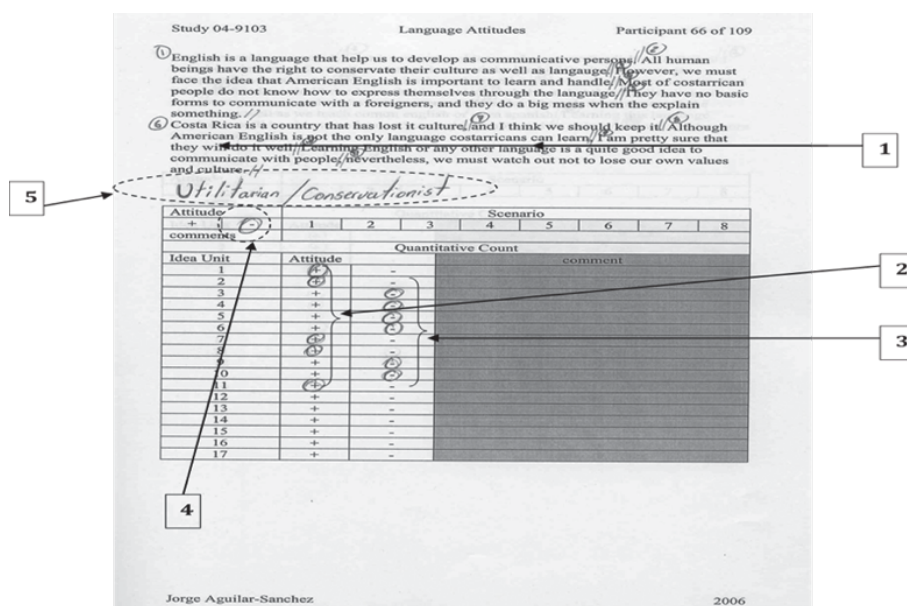 Study 04-9103 Language Attitudes Participant 66 of 109
① English is a language that help us to develop as communicative persons// ② All human
beings have the right to conservate their culture as well as langauge// However, we must
face the idea that American English is important to learn and handle// Most of costarrican
people do not know how to express themselves through the language// They have no basic
forms to communicate with a foreigners, and they do a big mess when the explain
something. //
⑥ Costa Rica is a country that has lost it culture// and I think we should keep it// ⑧ Although
American English is not the only language costarricans can learn// I am pretty sure that
they will do it well// Learning English or any other language is a quite good idea to
communicate with people// nevertheless, we must watch out not to lose our own values
and culture. //
Utilitarian / Conservationist
Attitude Scenario
+ - 1 2 3 4 5 6 7 8
comments
Quantitative Count
Idea Unit Attitude comment
1 + -
2 + -
3 + -
4 + -
5 + -
6 + -
7 + -
8 + -
9 + -
10 + -
11 + -
12 + -
13 + -
14 + -
15 + -
16 + -
17 + -
Jorge Aguilar-Sanchez 2006
1
2
3
4
5